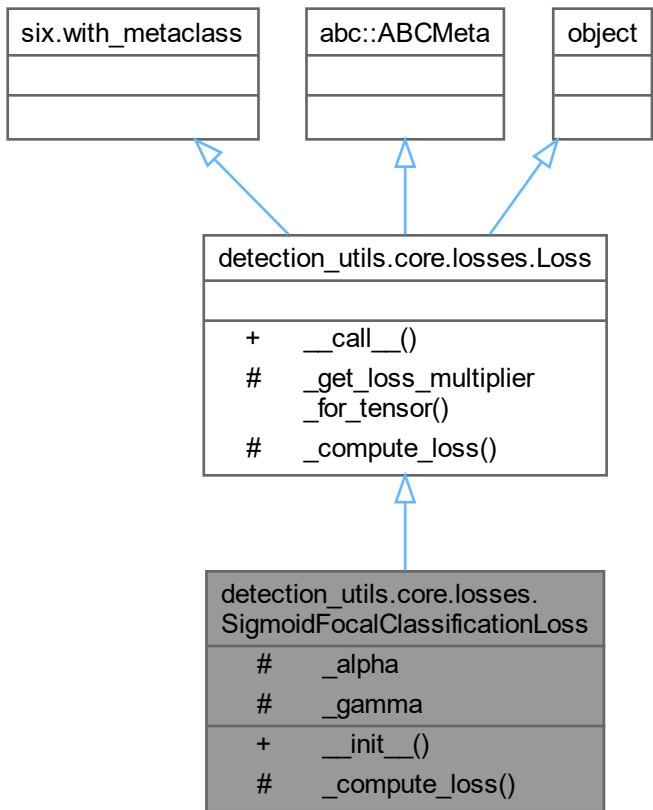 six.with_metaclass
abc::ABCMeta
object
detection_utils.core.losses.Loss
+ __call__()
# _get_loss_multiplier
_for_tensor()
# _compute_loss()
detection_utils.core.losses.
SigmoidFocalClassificationLoss
# _alpha
# _gamma
+ __init__()
# _compute_loss()